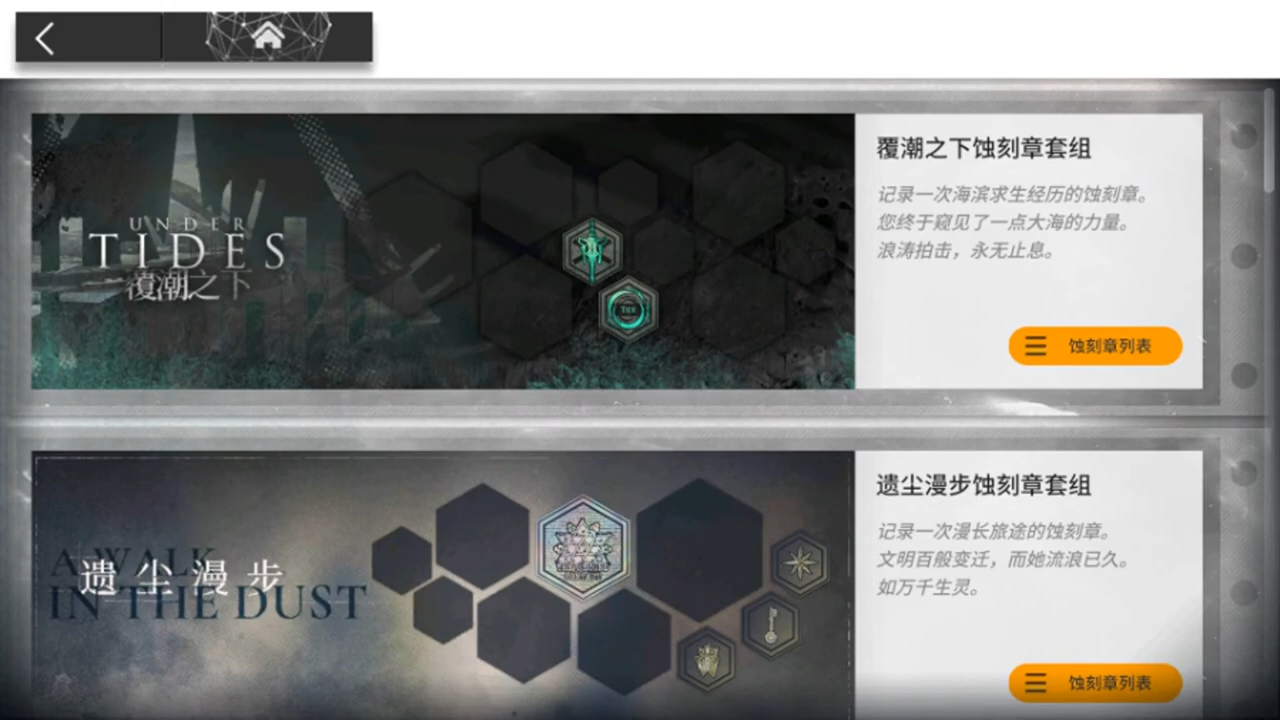 UNDER
TIDES
覆潮之下
覆潮之下蚀刻章套组
记录一次海滨求生经历的蚀刻章。
您终于窥见了一点大海的力量。
浪涛拍击，永无止息。
蚀刻章列表
A WALK
遗尘漫步
IN THE DUST
遗尘漫步蚀刻章套组
记录一次漫长旅途的蚀刻章。
文明百般变迁，而她流浪已久。
如万千生灵。
蚀刻章列表